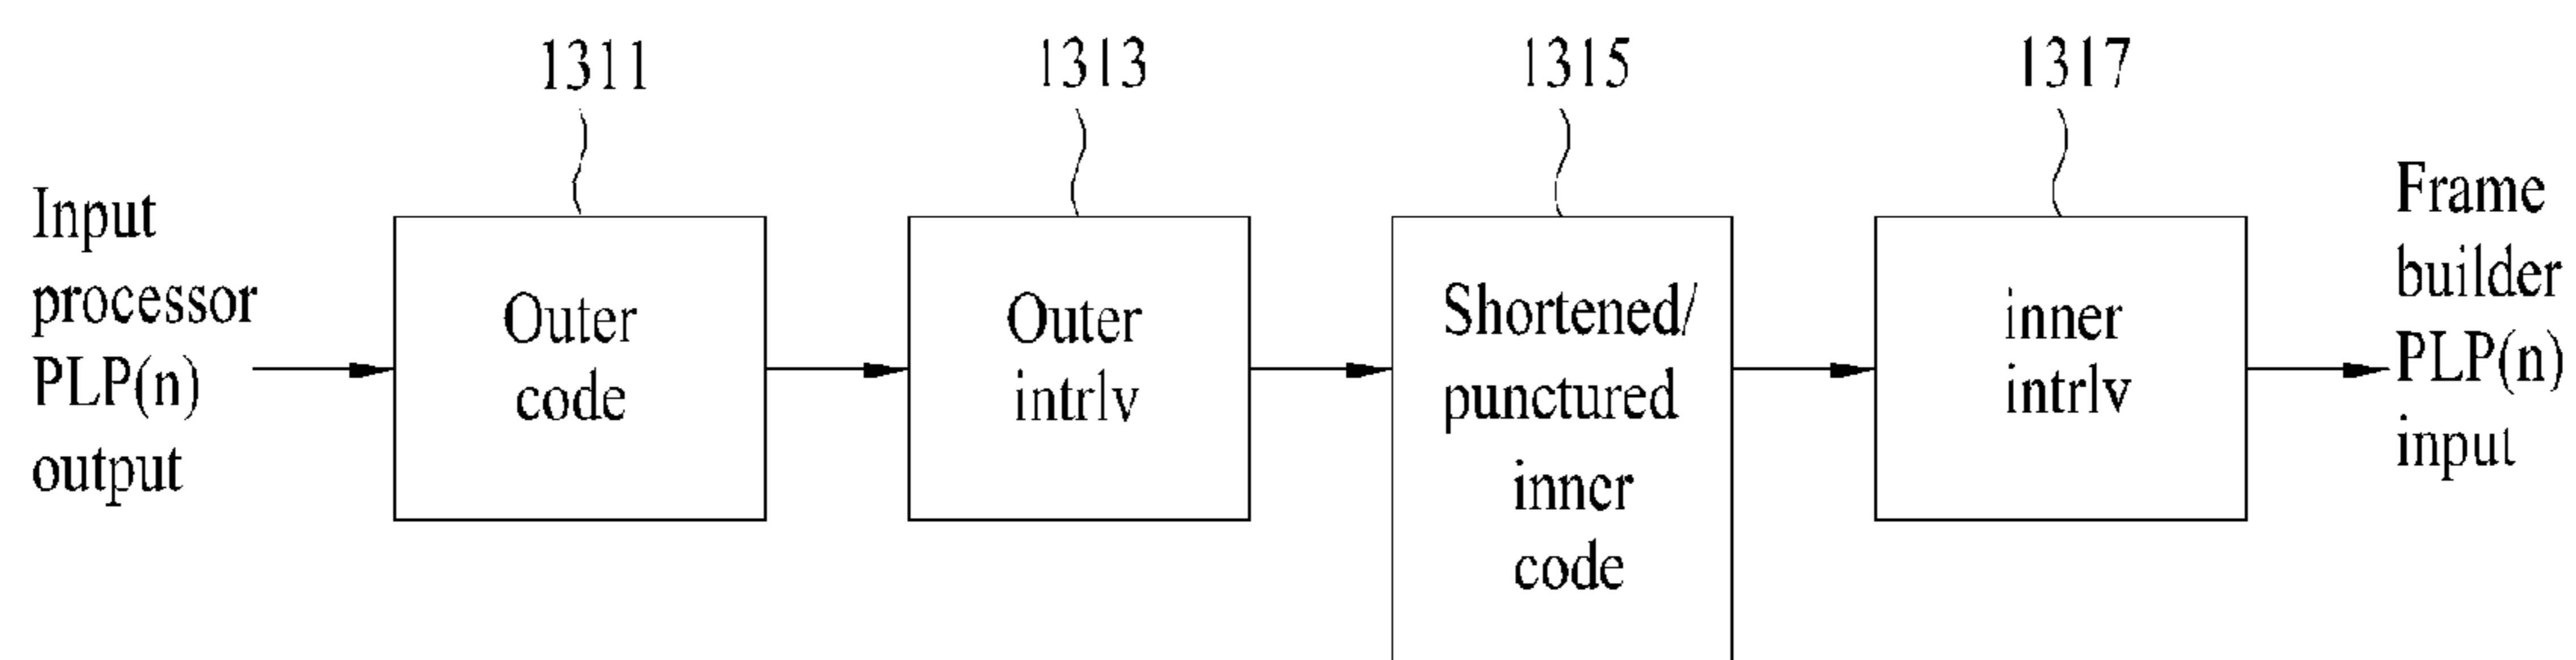 1311
1313
1315
1317
Input
processor
PLP(n)
output
Outer
code
Outer
intrlv
Shortened/
punctured
inner
code
inner
intrlv
Frame
builder
PLP(n)
input